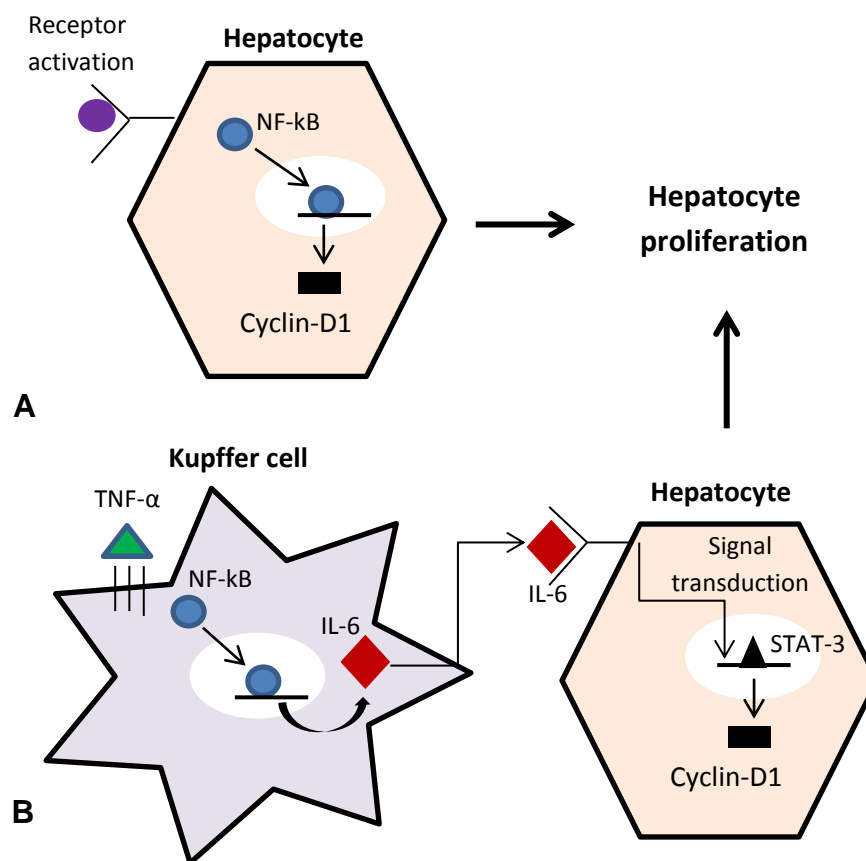 Receptor
activation
Hepatocyte
NF-kB
Cyclin-D1
Hepatocyte
proliferation
A
Kupffer cell
TNF-α
NF-kB
IL-6
IL-6
Hepatocyte
Signal
transduction
STAT-3
Cyclin-D1
B